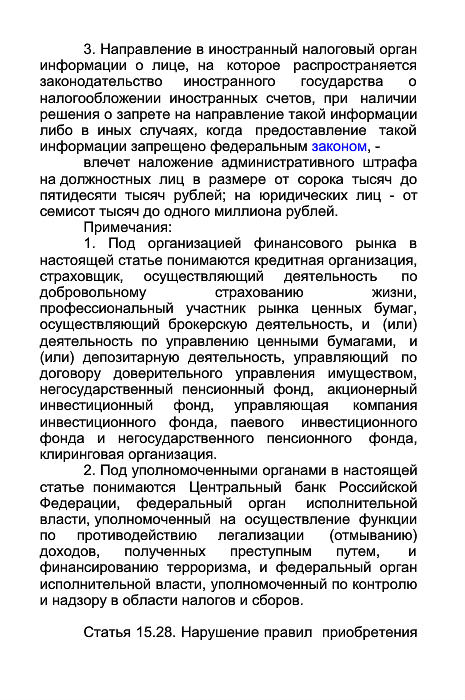 3. Направление в иностранный налоговый орган
информации о лице, на которое распространяется
законодательство иностранного государства о
налогообложении иностранных счетов, при наличии
решения о запрете на направление такой информации
либо в иных случаях, когда предоставление такой
информации запрещено федеральным законом, -
влечет наложение административного штрафа
на должностных лиц в размере от сорока тысяч до
пятидесяти тысяч рублей; на юридических лиц - от
семисот тысяч до одного миллиона рублей.
Примечания:
1. Под организацией финансового рынка в
настоящей статье понимаются кредитная организация,
страховщик, осуществляющий деятельность по
добровольному страхованию жизни,
профессиональный участник рынка ценных бумаг,
осуществляющий брокерскую деятельность, и (или)
деятельность по управлению ценными бумагами, и
(или) депозитарную деятельность, управляющий по
договору доверительного управления имуществом,
негосударственный пенсионный фонд, акционерный
инвестиционный фонд, управляющая компания
инвестиционного фонда, паевого инвестиционного
фонда и негосударственного пенсионного фонда,
клиринговая организация.
2. Под уполномоченными органами в настоящей
статье понимаются Центральный банк Российской
Федерации, федеральный орган исполнительной
власти, уполномоченный на осуществление функции
по противодействию легализации (отмыванию)
доходов, полученных преступным путем, и
финансированию терроризма, и федеральный орган
исполнительной власти, уполномоченный по контролю
и надзору в области налогов и сборов.
Статья 15.28. Нарушение правил приобретения